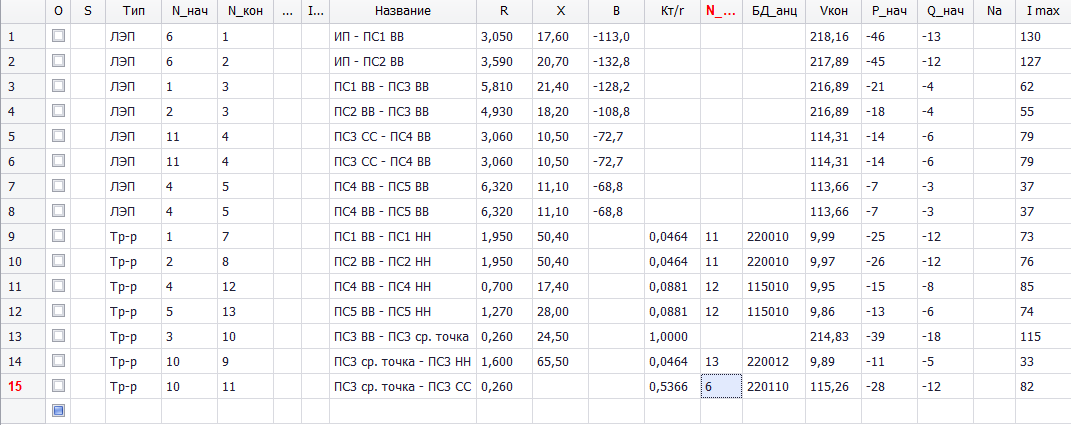 O S Тип N_нач N_кон ... I... Название R X B Кт/r N_... БД_анц Vкон P_нач Q_нач Na I max
1 ЛЭП 6 1 ИП - ПС1 ВВ 3,050 17,60 -113,0 218,16 -46 -13 130
2 ЛЭП 6 2 ИП - ПС2 ВВ 3,590 20,70 -132,8 217,89 -45 -12 127
3 ЛЭП 1 3 ПС1 ВВ - ПС3 ВВ 5,810 21,40 -128,2 216,89 -21 -4 62
4 ЛЭП 2 3 ПС2 ВВ - ПС3 ВВ 4,930 18,20 -108,8 216,89 -18 -4 55
5 ЛЭП 11 4 ПС3 СС - ПС4 ВВ 3,060 10,50 -72,7 114,31 -14 -6 79
6 ЛЭП 11 4 ПС3 СС - ПС4 ВВ 3,060 10,50 -72,7 114,31 -14 -6 79
7 ЛЭП 4 5 ПС4 ВВ - ПС5 ВВ 6,320 11,10 -68,8 113,66 -7 -3 37
8 ЛЭП 4 5 ПС4 ВВ - ПС5 ВВ 6,320 11,10 -68,8 113,66 -7 -3 37
9 Тр-р 1 7 ПС1 ВВ - ПС1 НН 1,950 50,40 0,0464 11 220010 9,99 -25 -12 73
10 Тр-р 2 8 ПС2 ВВ - ПС2 НН 1,950 50,40 0,0464 11 220010 9,97 -26 -12 76
11 Тр-р 4 12 ПС4 ВВ - ПС4 НН 0,700 17,40 0,0881 12 115010 9,95 -15 -8 85
12 Тр-р 5 13 ПС5 ВВ - ПС5 НН 1,270 28,00 0,0881 12 115010 9,86 -13 -6 74
13 Тр-р 3 10 ПС3 ВВ - ПС3 ср. точка 0,260 24,50 1,0000 214,83 -39 -18 115
14 Тр-р 10 9 ПС3 ср. точка - ПС3 НН 1,600 65,50 0,0464 13 220012 9,89 -11 -5 33
15 Тр-р 10 11 ПС3 ср. точка - ПС3 СС 0,260 0,5366 6 220110 115,26 -28 -12 82